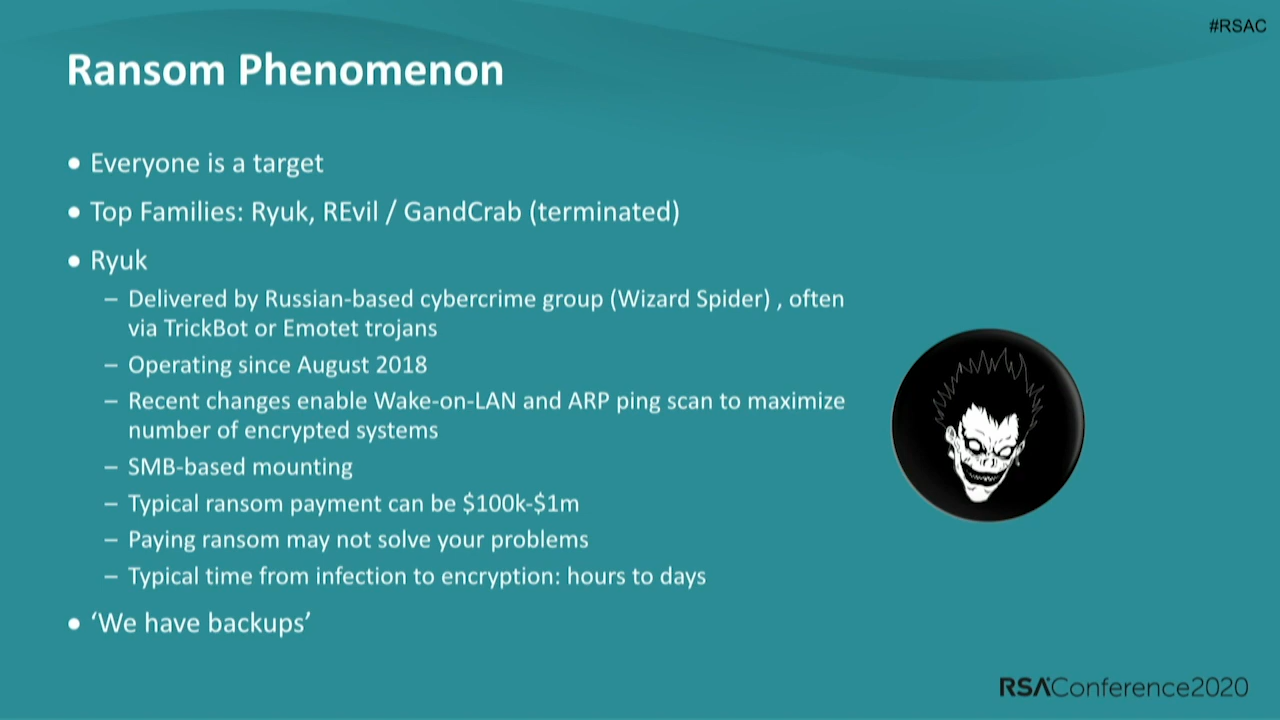 #RSAC
Ransom Phenomenon
● Everyone is a target
● Top Families: Ryuk, REvil / GandCrab (terminated)
● Ryuk
– Delivered by Russian-based cybercrime group (Wizard Spider) , often
via TrickBot or Emotet trojans
– Operating since August 2018
– Recent changes enable Wake-on-LAN and ARP ping scan to maximize
number of encrypted systems
– SMB-based mounting
– Typical ransom payment can be $100k-$1m
– Paying ransom may not solve your problems
– Typical time from infection to encryption: hours to days
● ‘We have backups’
RSAConference2020